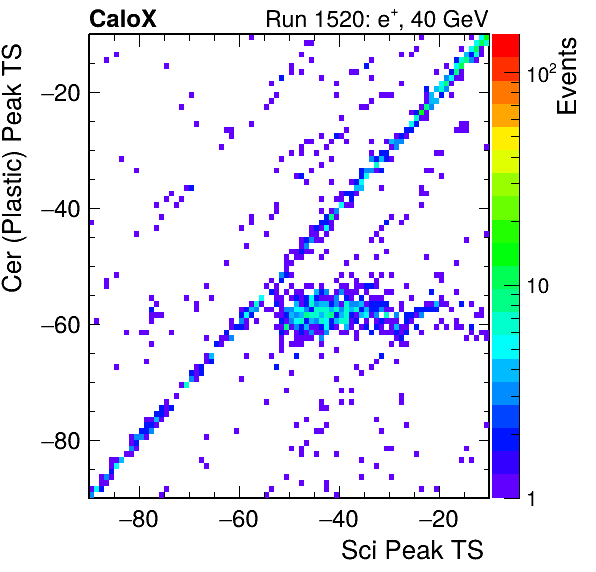 CaloX Run 1520: e⁺, 40 GeV
Cer (Plastic) Peak TS
−20
−40
−60
−80
−80 −60 −40 −20
Sci Peak TS
10²
10
1
Events